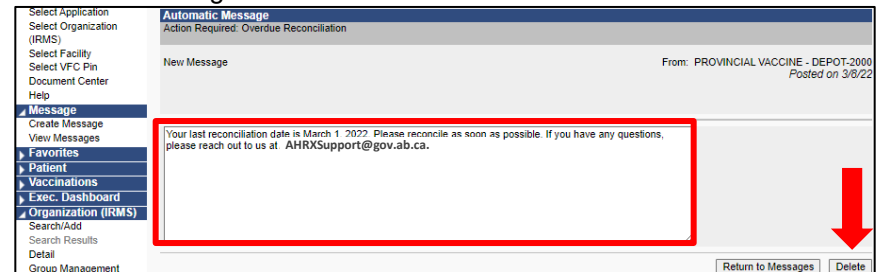 Select Application
Select Organization
(IRMS)
Select Facility
Select VFC Pin
Document Center
Help
Message
Create Message
View Messages
Favorites
Patient
Vaccinations
Exec. Dashboard
Organization (IRMS)
Search/Add
Search Results
Detail
Group Management
Automatic Message
Action Required: Overdue Reconciliation
New Message
From: PROVINCIAL VACCINE - DEPOT-2000
Posted on 3/8/22
Your last reconciliation date is March 1, 2022. Please reconcile as soon as possible. If you have any questions,
please reach out to us at AHRXSupport@gov.ab.ca.
Return to Messages
Delete